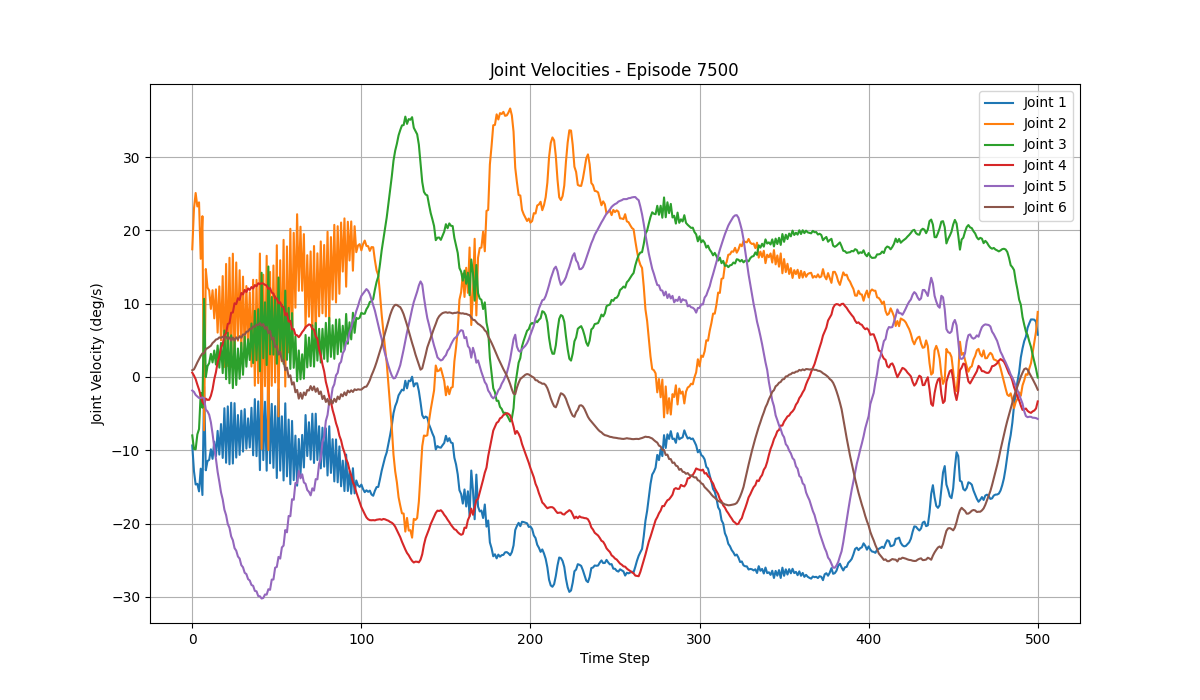 Joint Velocities - Episode 7500
Joint Velocity (deg/s)
30
20
10
0
−10
−20
−30
Joint 1
Joint 2
Joint 3
Joint 4
Joint 5
Joint 6
0 100 200 300 400 500
Time Step